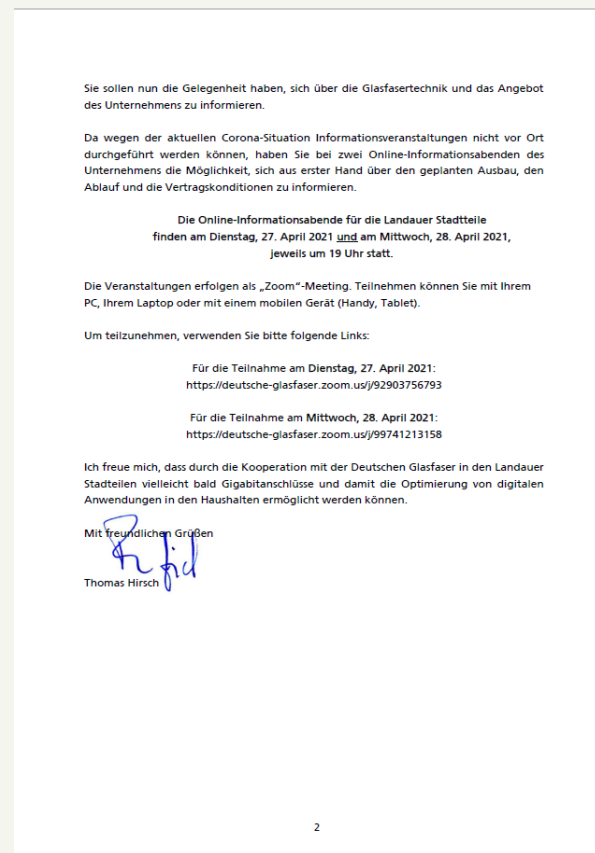 Sie sollen nun die Gelegenheit haben, sich über die Glasfasertechnik und das Angebot
des Unternehmens zu informieren.
Da wegen der aktuellen Corona-Situation Informationsveranstaltungen nicht vor Ort
durchgeführt werden können, haben Sie bei zwei Online-Informationsabenden des
Unternehmens die Möglichkeit, sich aus erster Hand über den geplanten Ausbau, den
Ablauf und die Vertragskonditionen zu informieren.
Die Online-Informationsabende für die Landauer Stadtteile
finden am Dienstag, 27. April 2021 und am Mittwoch, 28. April 2021,
jeweils um 19 Uhr statt.
Die Veranstaltungen erfolgen als „Zoom“-Meeting. Teilnehmen können Sie mit Ihrem
PC, Ihrem Laptop oder mit einem mobilen Gerät (Handy, Tablet).
Um teilzunehmen, verwenden Sie bitte folgende Links:
Für die Teilnahme am Dienstag, 27. April 2021:
https://deutsche-glasfaser.zoom.us/j/92903756793
Für die Teilnahme am Mittwoch, 28. April 2021:
https://deutsche-glasfaser.zoom.us/j/99741213158
Ich freue mich, dass durch die Kooperation mit der Deutschen Glasfaser in den Landauer
Stadtteilen vielleicht bald Gigabitanschlüsse und damit die Optimierung von digitalen
Anwendungen in den Haushalten ermöglicht werden können.
Mit freundlichen Grüßen
Thomas Hirsch
2